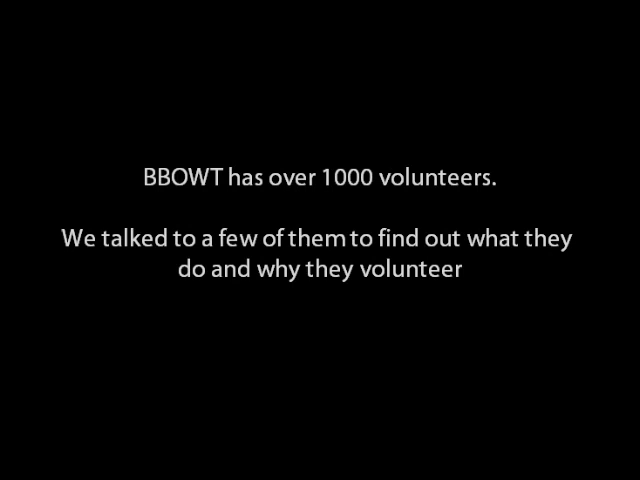 BBOWT has over 1000 volunteers.
We talked to a few of them to find out what they
do and why they volunteer